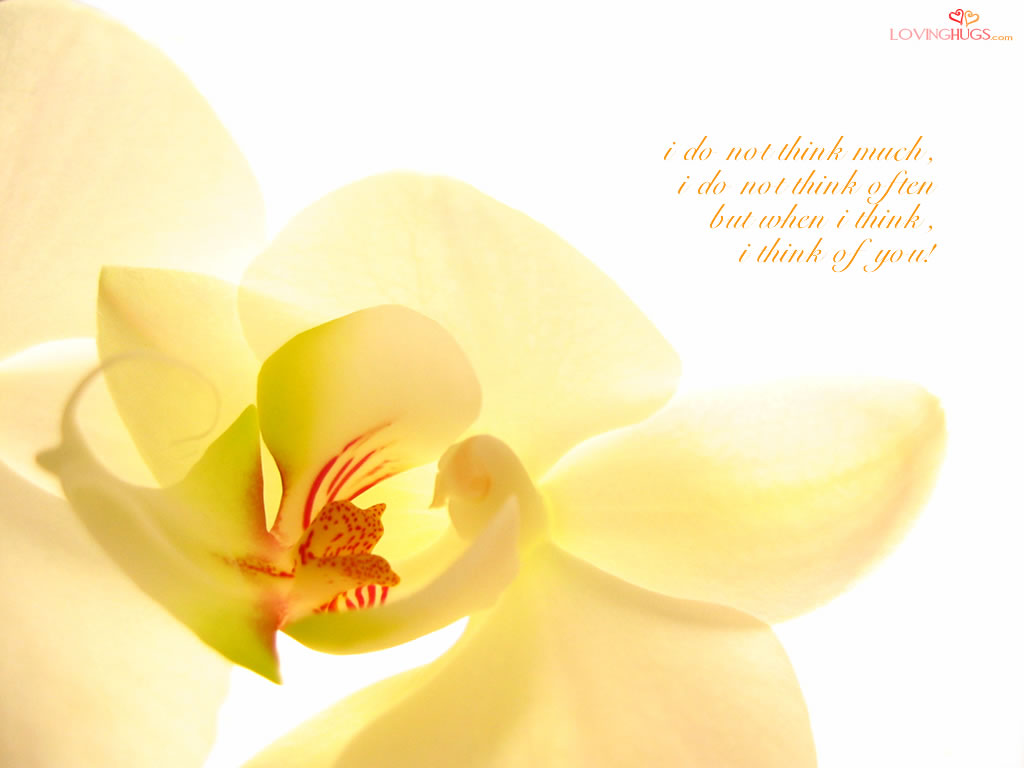 LOVINGHUGS.com
i do not think much,
i do not think often
but when i think,
i think of you!